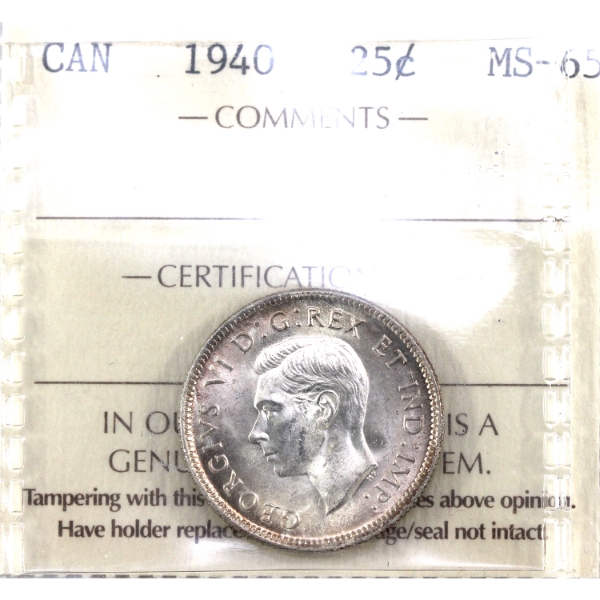 CAN 1940 25¢ MS-65
— COMMENTS —
— CERTIFICATIO
IN OU IS A
GENU EM.
Tampering with this es above opinion.
Have holder replace age/seal not intact.
GEORGIVS VI D:G:REX ET IND:IMP: